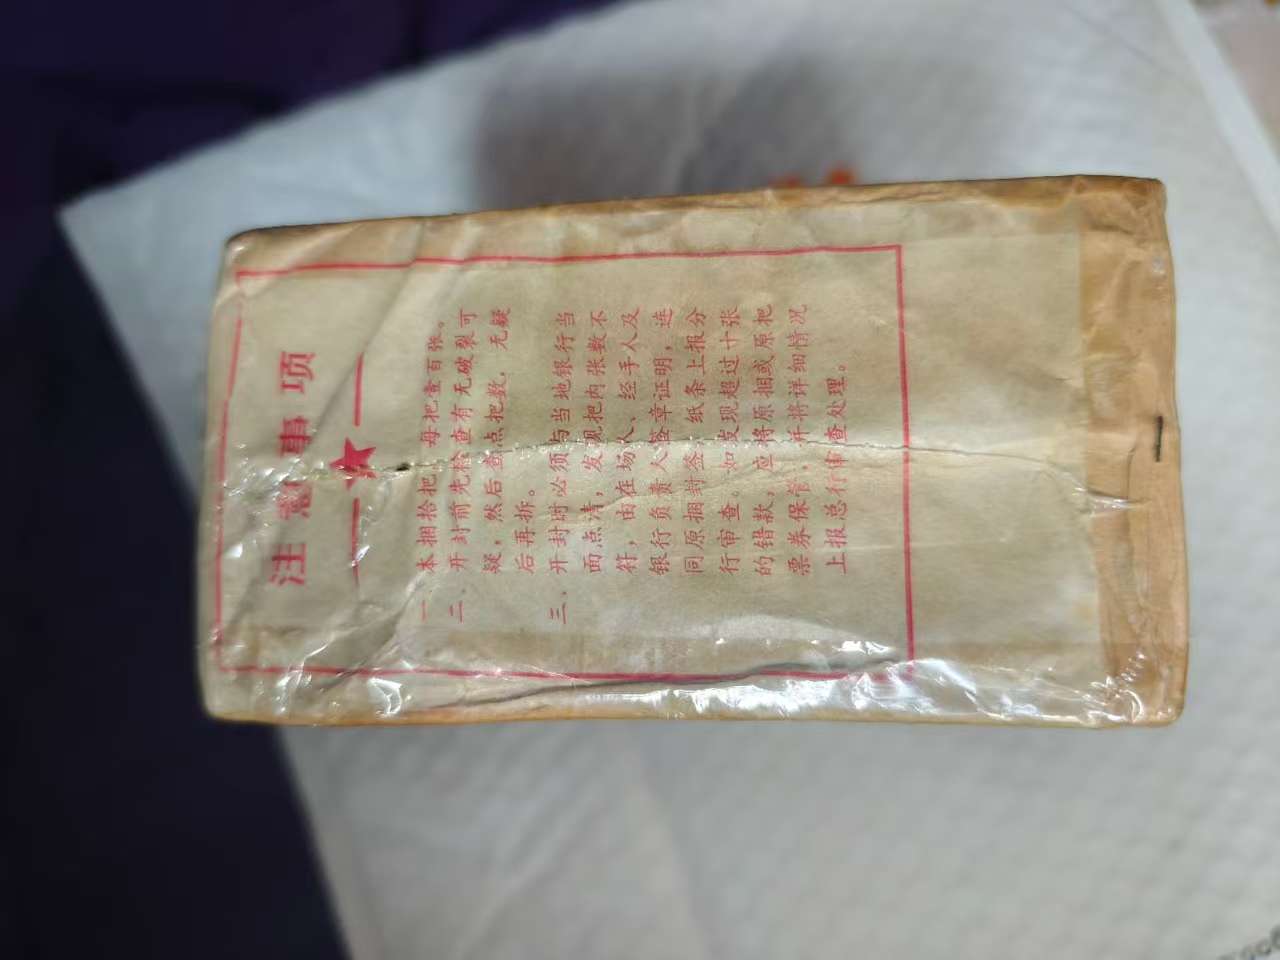 注意事项
一、本捆拾把，每把壹百张。
二、开封前先检查有无破裂可
疑，然后查点把数，无疑
后再拆。
三、开封时必须与当地银行当
面点清，发现把内张数不
符，由在场人、经手人及
银行负责人签章证明，连
同原捆封签、纸条上报分
行审查。如发现超过十张
的错款，应将原捆或原把
票券保管，并将详细情况
上报总行审查处理。